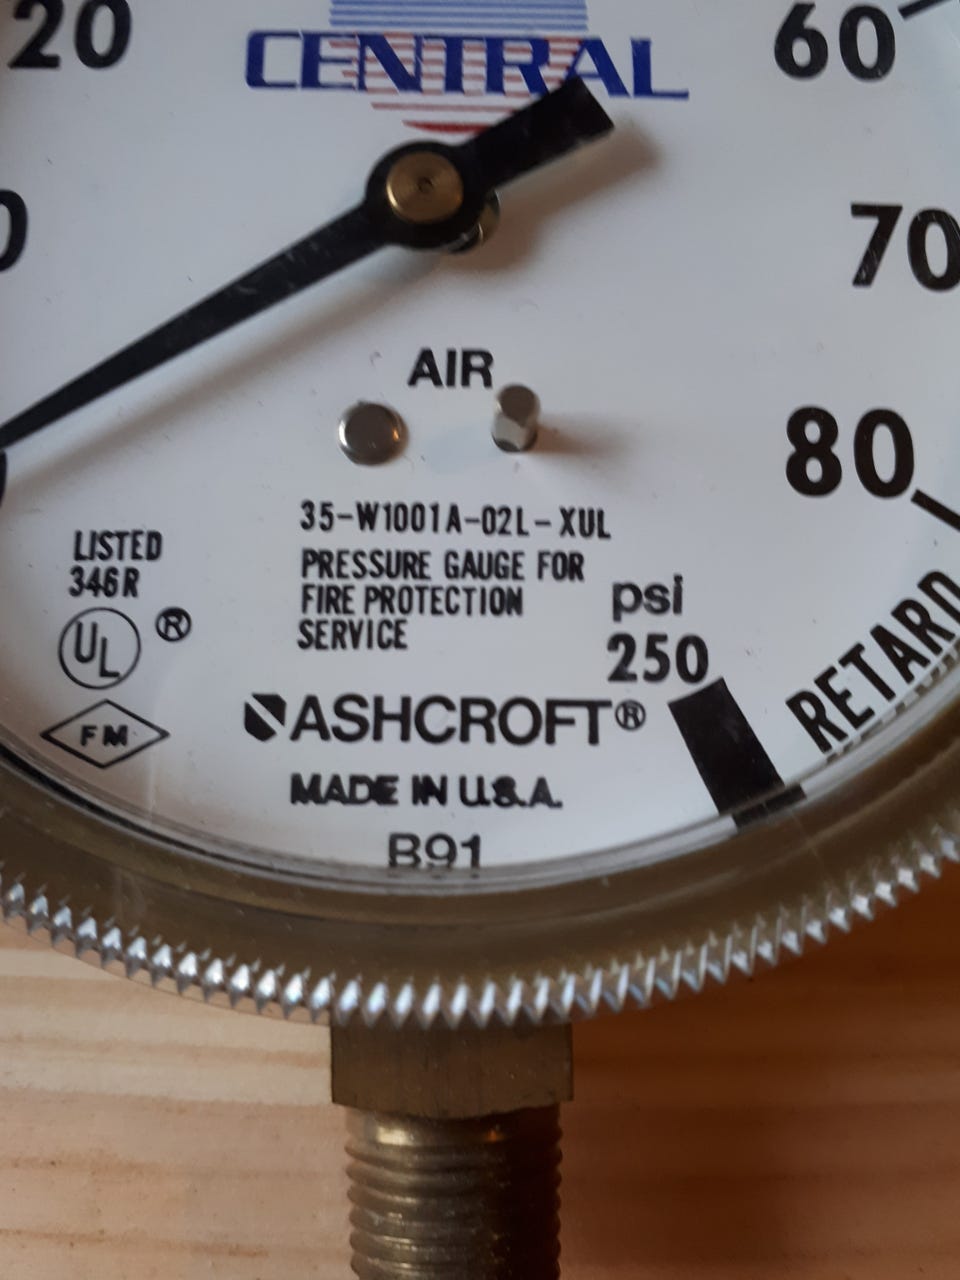 20
CENTRAL
60
0
70
AIR
80
35-W1001A-02L-XUL
LISTED
346R
PRESSURE GAUGE FOR
FIRE PROTECTION
SERVICE
psi
250
RETARD
UL ®
ASHCROFT®
FM
MADE IN U.S.A.
B91